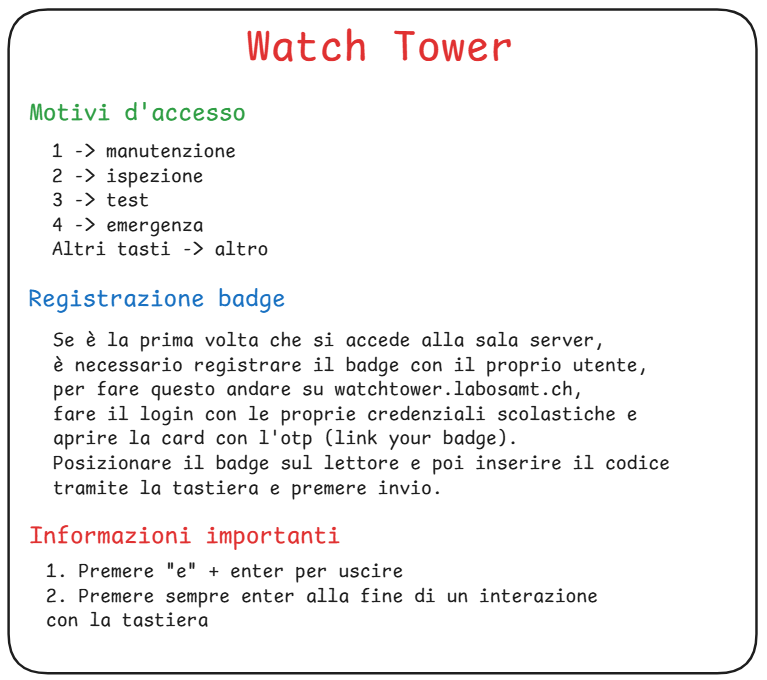 Watch Tower
Motivi d'accesso
1 -> manutenzione
2 -> ispezione
3 -> test
4 -> emergenza
Altri tasti -> altro
Registrazione badge
Se è la prima volta che si accede alla sala server,
è necessario registrare il badge con il proprio utente,
per fare questo andare su watchtower.labosamt.ch,
fare il login con le proprie credenziali scolastiche e
aprire la card con l'otp (link your badge).
Posizionare il badge sul lettore e poi inserire il codice
tramite la tastiera e premere invio.
Informazioni importanti
1. Premere "e" + enter per uscire
2. Premere sempre enter alla fine di un interazione
con la tastiera